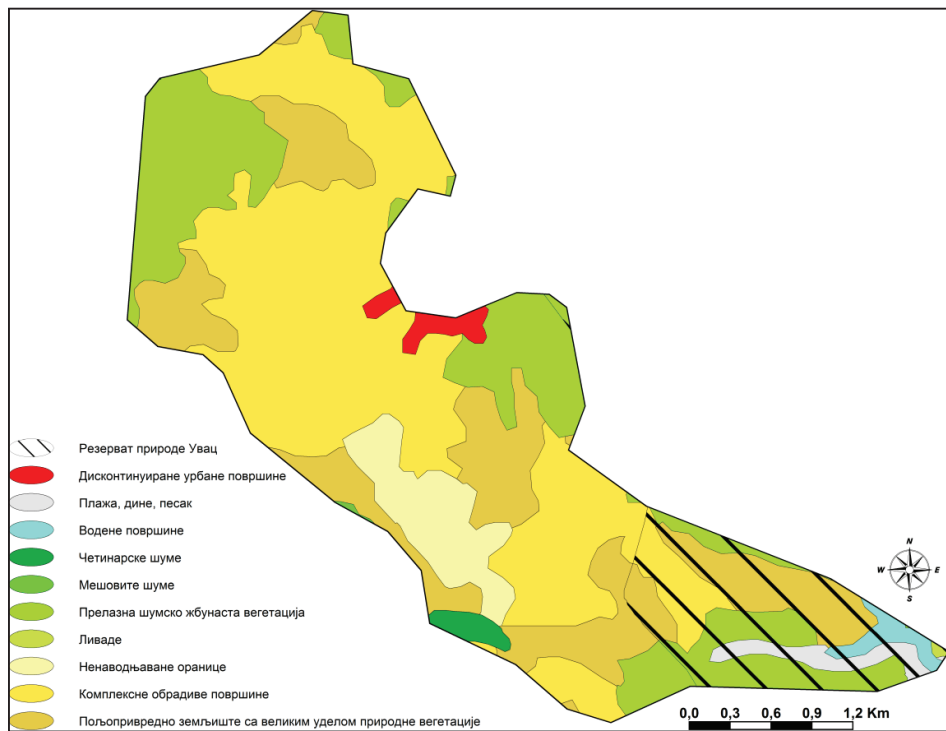 Резерват природе Увац
Дисконтинуиране урбане површине
Плажа, дине, песак
Водене површине
Четинарске шуме
Мешовите шуме
Прелазна шумско жбунаста вегетација
Ливаде
Ненаводњаване оранице
Комплексне обрадиве површине
Пољопривредно земљиште са великим уделом природне вегетације
N
W E
S
0,0 0,3 0,6 0,9 1,2 Km